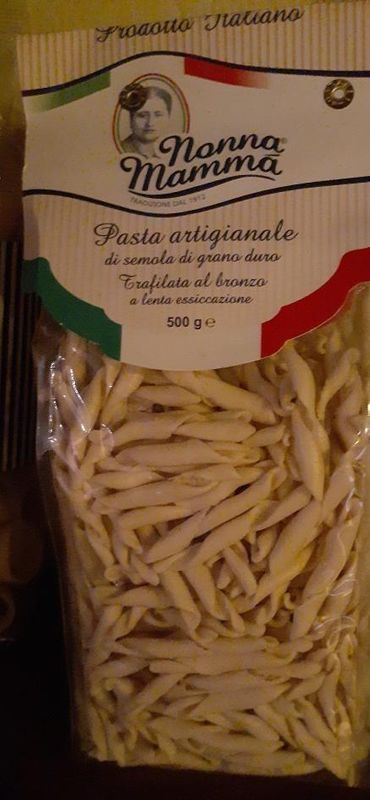 Prodotto Italiano
Nonna®
Mamma
TRADIZIONE DAL 1912
Pasta artigianale
di semola di grano duro
Trafilata al bronzo
a lenta essiccazione
500 g e